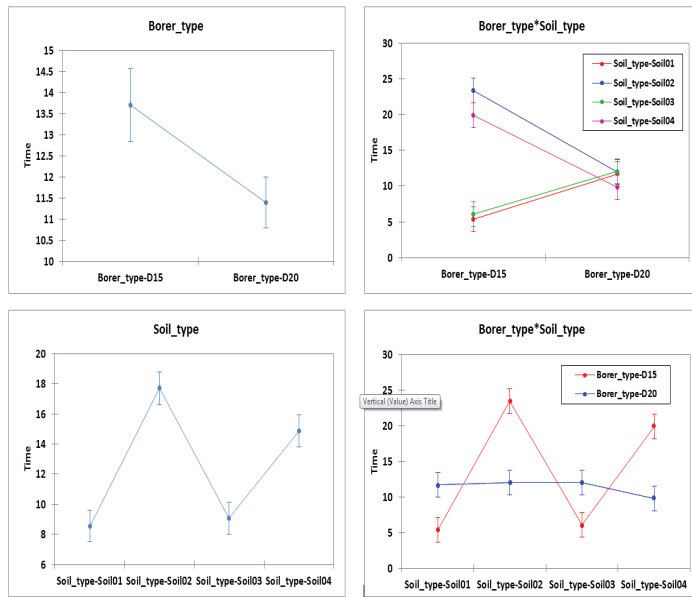 Borer_type
15
14.5
14
13.5
13
12.5
12
11.5
11
10.5
10
Time
Borer_type-D15 Borer_type-D20
Borer_type*Soil_type
30
25
20
15
10
5
0
Time
Soil_type-Soil01
Soil_type-Soil02
Soil_type-Soil03
Soil_type-Soil04
Borer_type-D15 Borer_type-D20
Soil_type
20
18
16
14
12
10
8
6
Time
Soil_type-Soil01 Soil_type-Soil02 Soil_type-Soil03 Soil_type-Soil04
Borer_type*Soil_type
30
25
20
15
10
5
0
Time
Vertical (Value) Axis Title
Borer_type-D15
Borer_type-D20
Soil_type-Soil01 Soil_type-Soil02 Soil_type-Soil03 Soil_type-Soil04